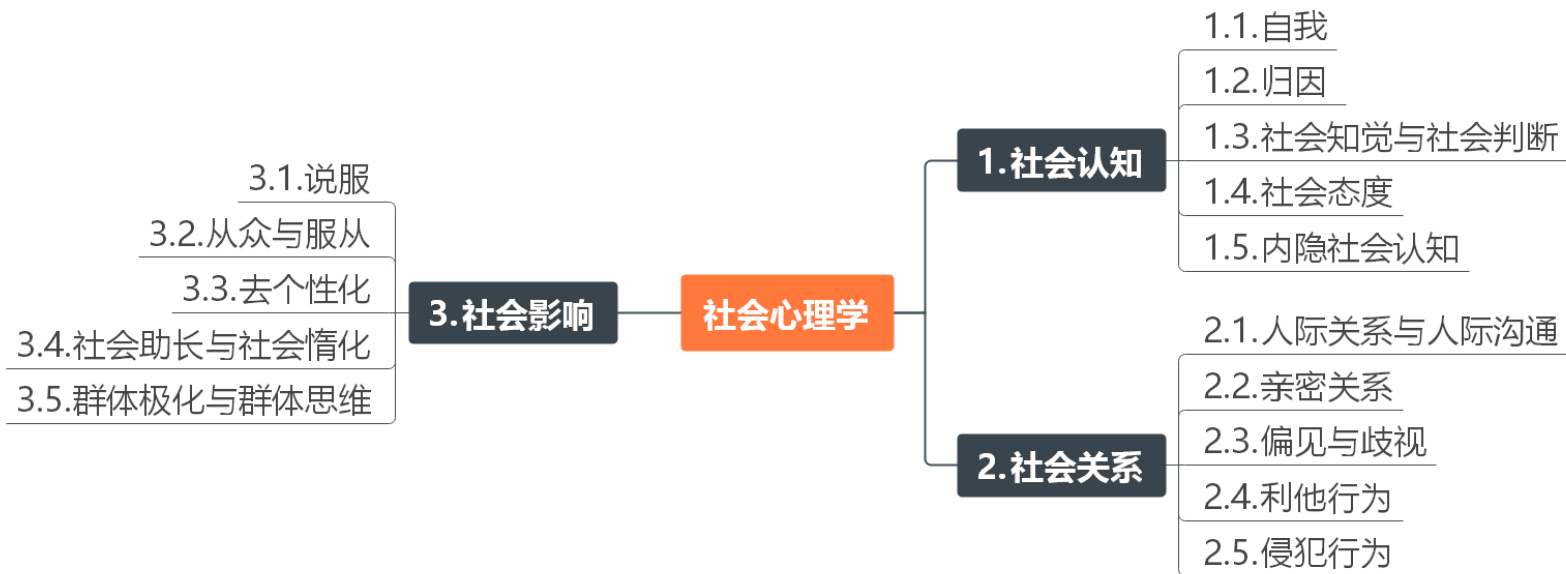 社会心理学
1.社会认知
1.1.自我
1.2.归因
1.3.社会知觉与社会判断
1.4.社会态度
1.5.内隐社会认知
2.社会关系
2.1.人际关系与人际沟通
2.2.亲密关系
2.3.偏见与歧视
2.4.利他行为
2.5.侵犯行为
3.社会影响
3.1.说服
3.2.从众与服从
3.3.去个性化
3.4.社会助长与社会惰化
3.5.群体极化与群体思维